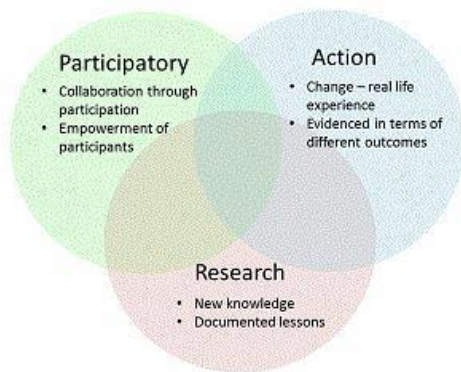 Participatory
• Collaboration through
participation
• Empowerment of
participants
Action
• Change – real life
experience
• Evidenced in terms of
different outcomes
Research
• New knowledge
• Documented lessons